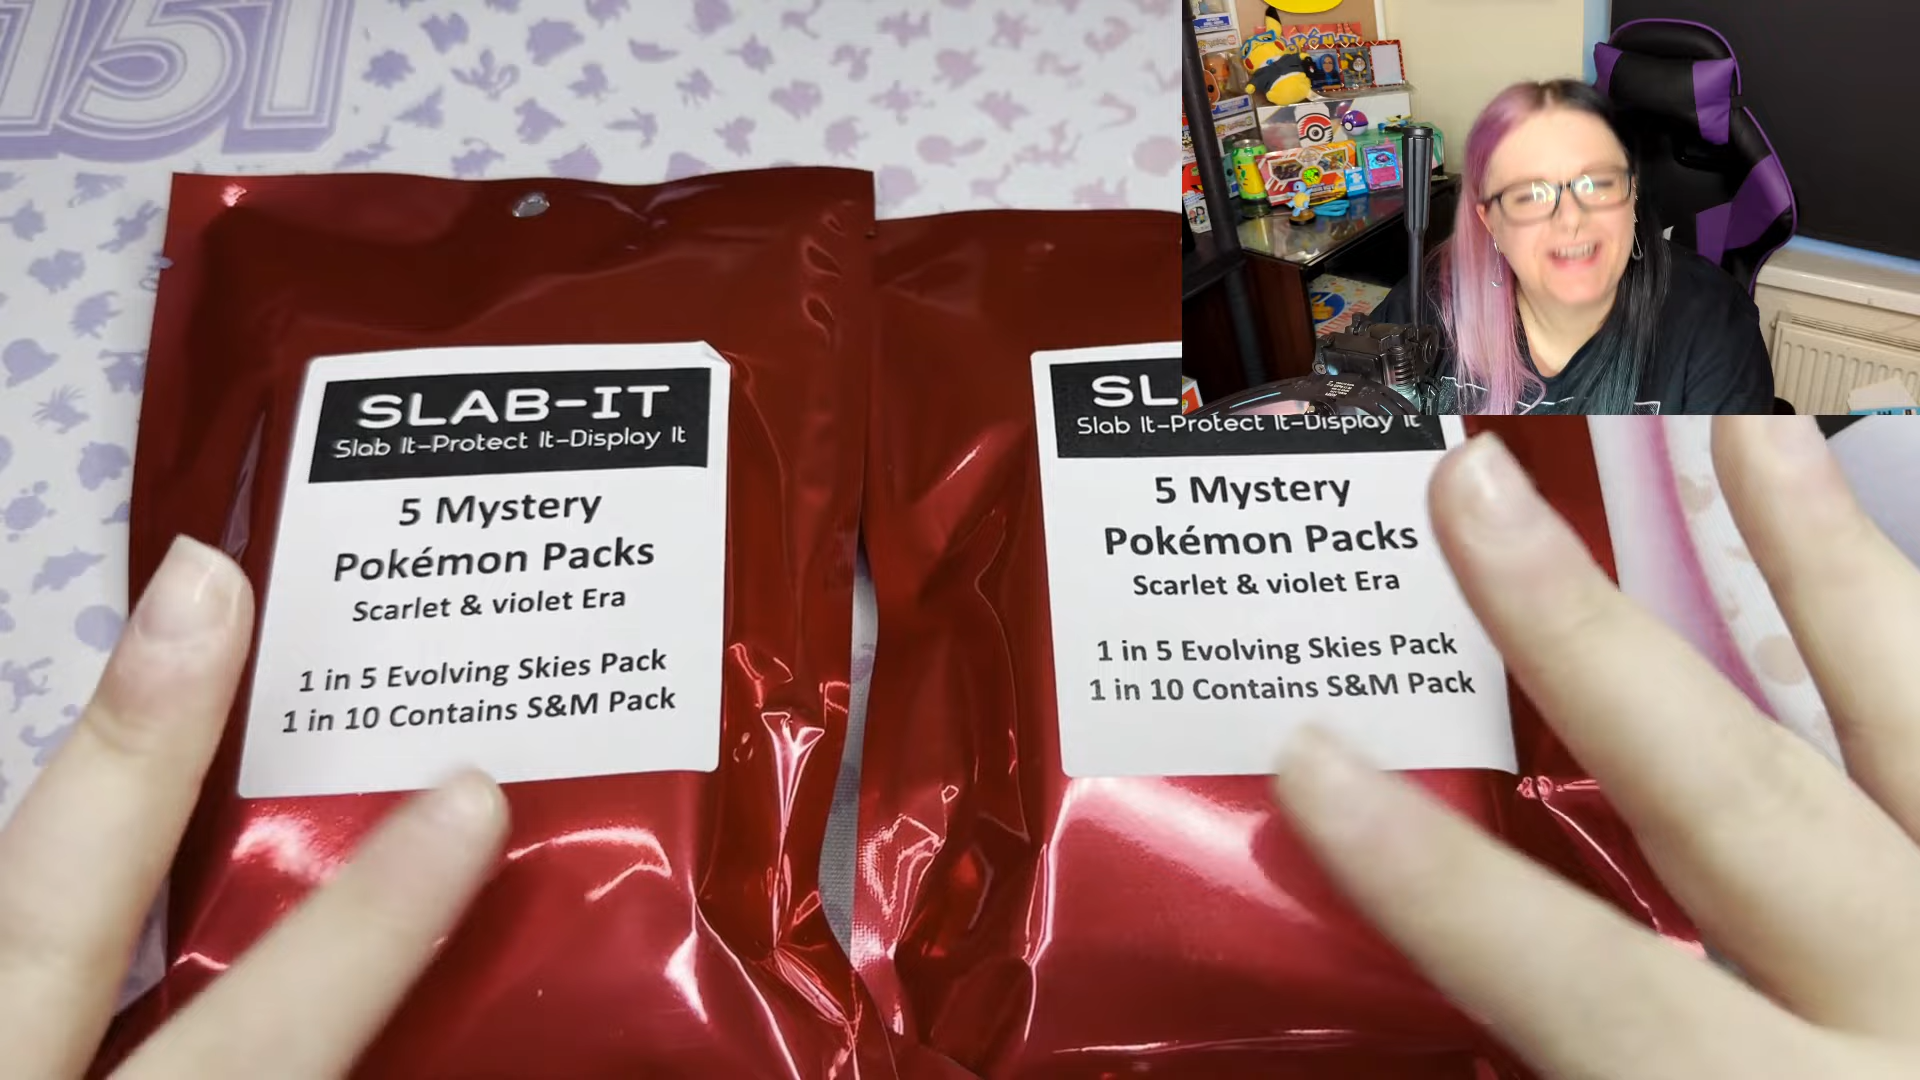 151
SLAB-IT
Slab It-Protect It-Display It
5 Mystery
Pokémon Packs
Scarlet & violet Era
1 in 5 Evolving Skies Pack
1 in 10 Contains S&M Pack
SL
Slab It-Protect It-Display It
5 Mystery
Pokémon Packs
Scarlet & violet Era
1 in 5 Evolving Skies Pack
1 in 10 Contains S&M Pack